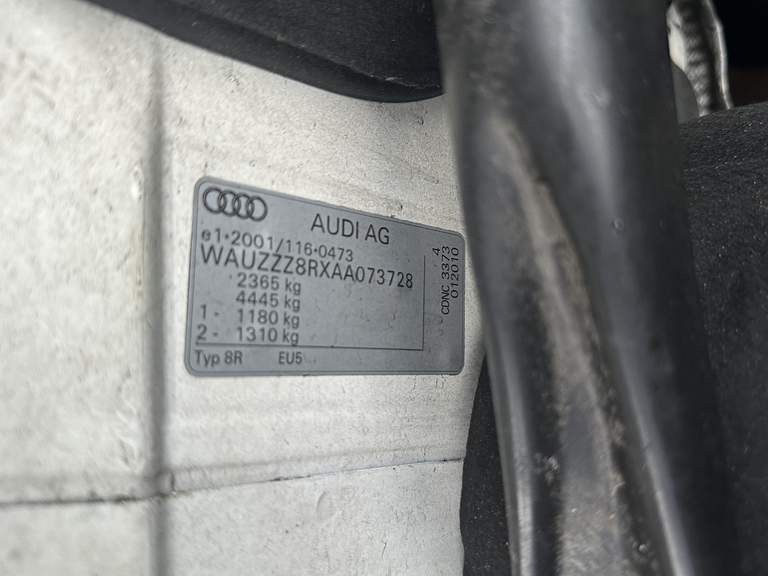 AUDI AG
e1*2001/116*0473
WAUZZZ8RXAA073728
2365 kg
4445 kg
1 - 1180 kg
2 - 1310 kg
Typ 8R EU5
4
CDNC 3373
012010